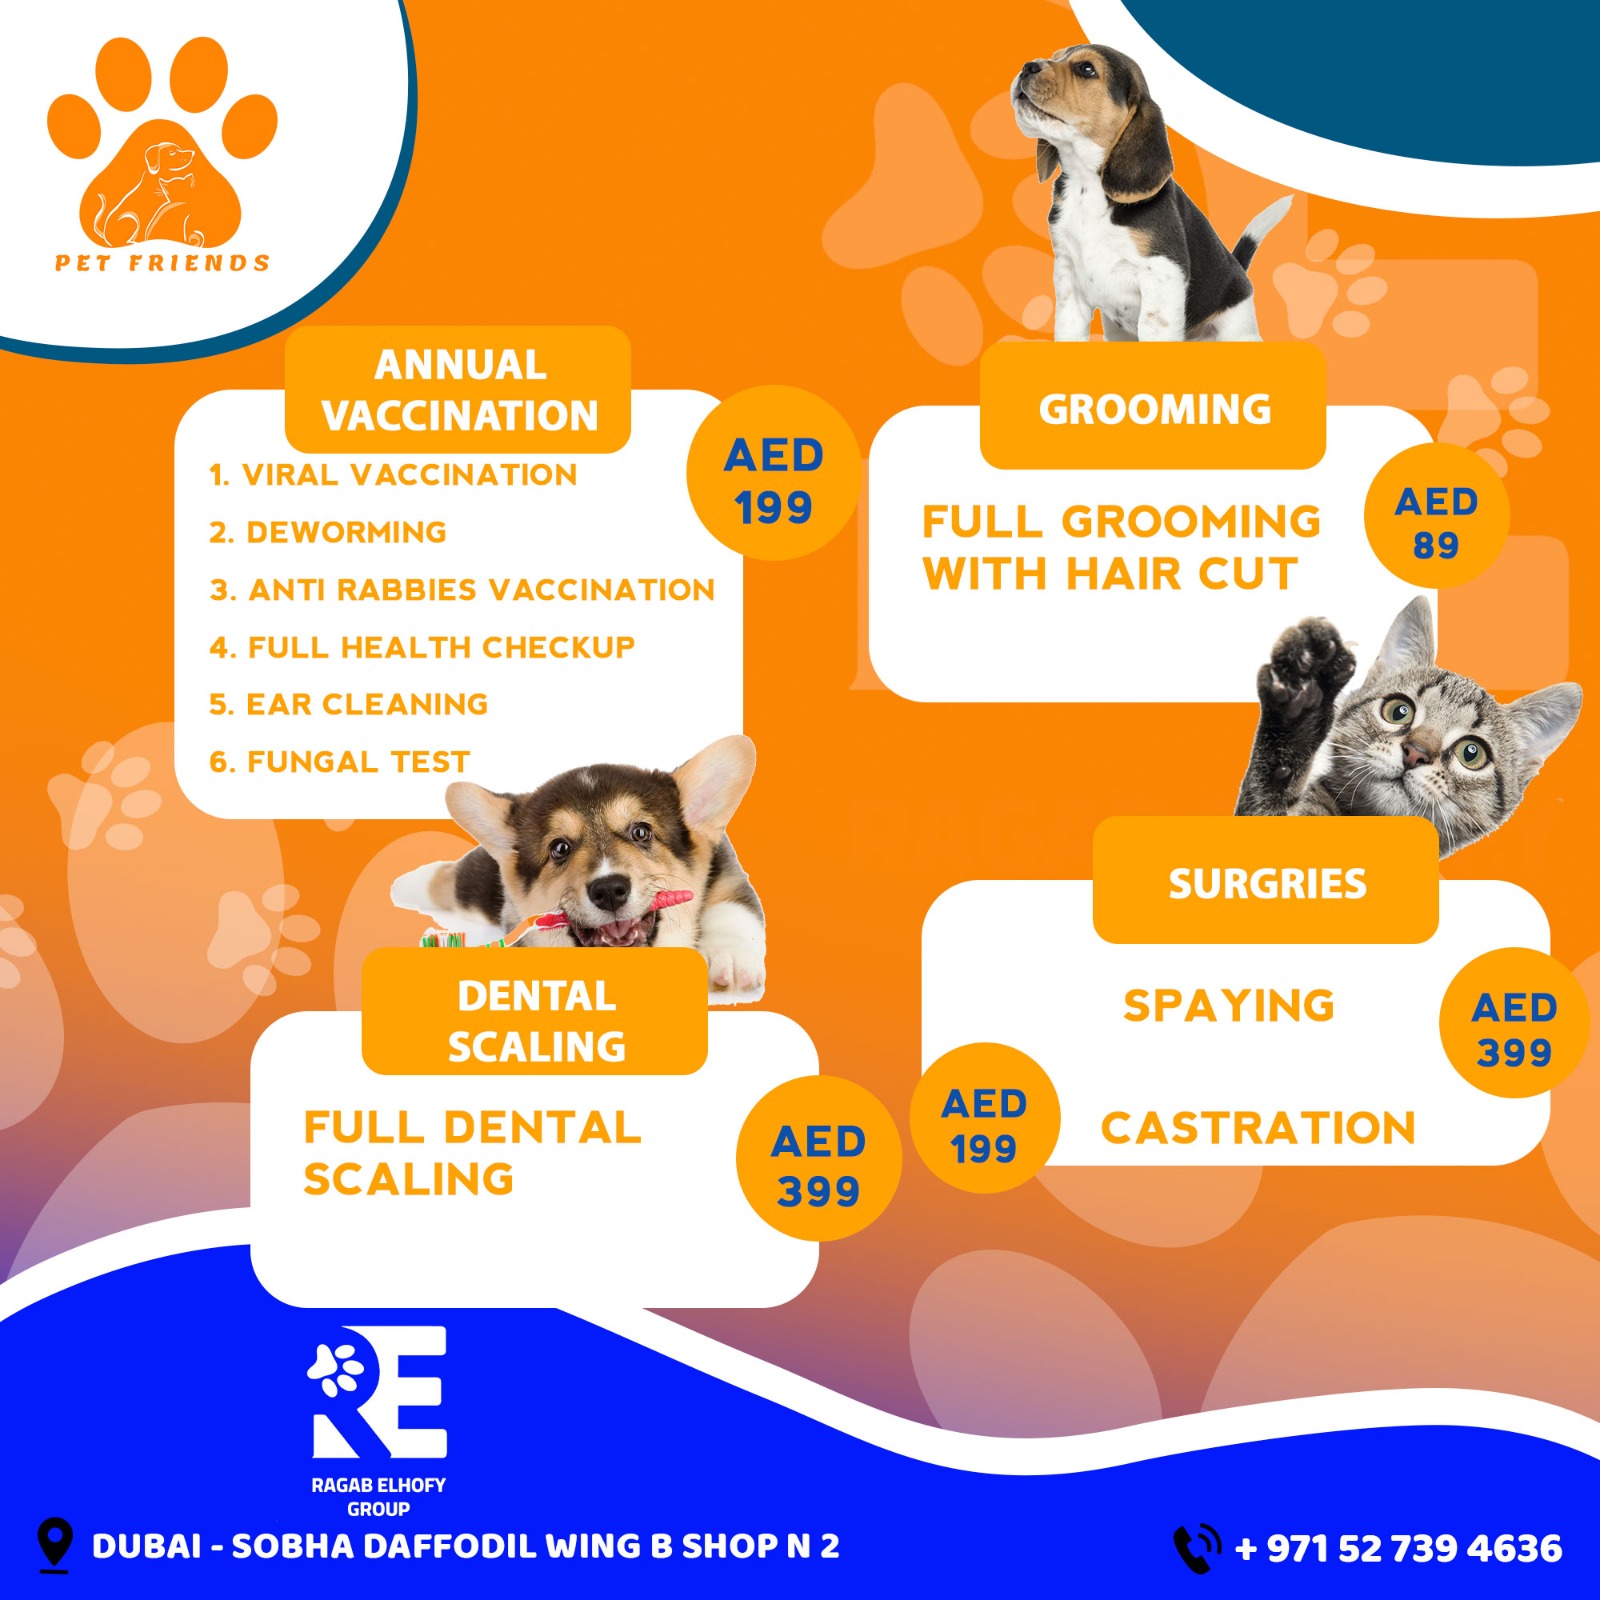 PET FRIENDS
ANNUAL
VACCINATION
AED
199
1. VIRAL VACCINATION
2. DEWORMING
3. ANTI RABBIES VACCINATION
4. FULL HEALTH CHECKUP
5. EAR CLEANING
6. FUNGAL TEST
GROOMING
FULL GROOMING
WITH HAIR CUT
AED
89
DENTAL
SCALING
FULL DENTAL
SCALING
AED
399
SURGRIES
SPAYING
AED
399
AED
199
CASTRATION
RE
RAGAB ELHOFY
GROUP
DUBAI - SOBHA DAFFODIL WING B SHOP N 2
+ 971 52 739 4636